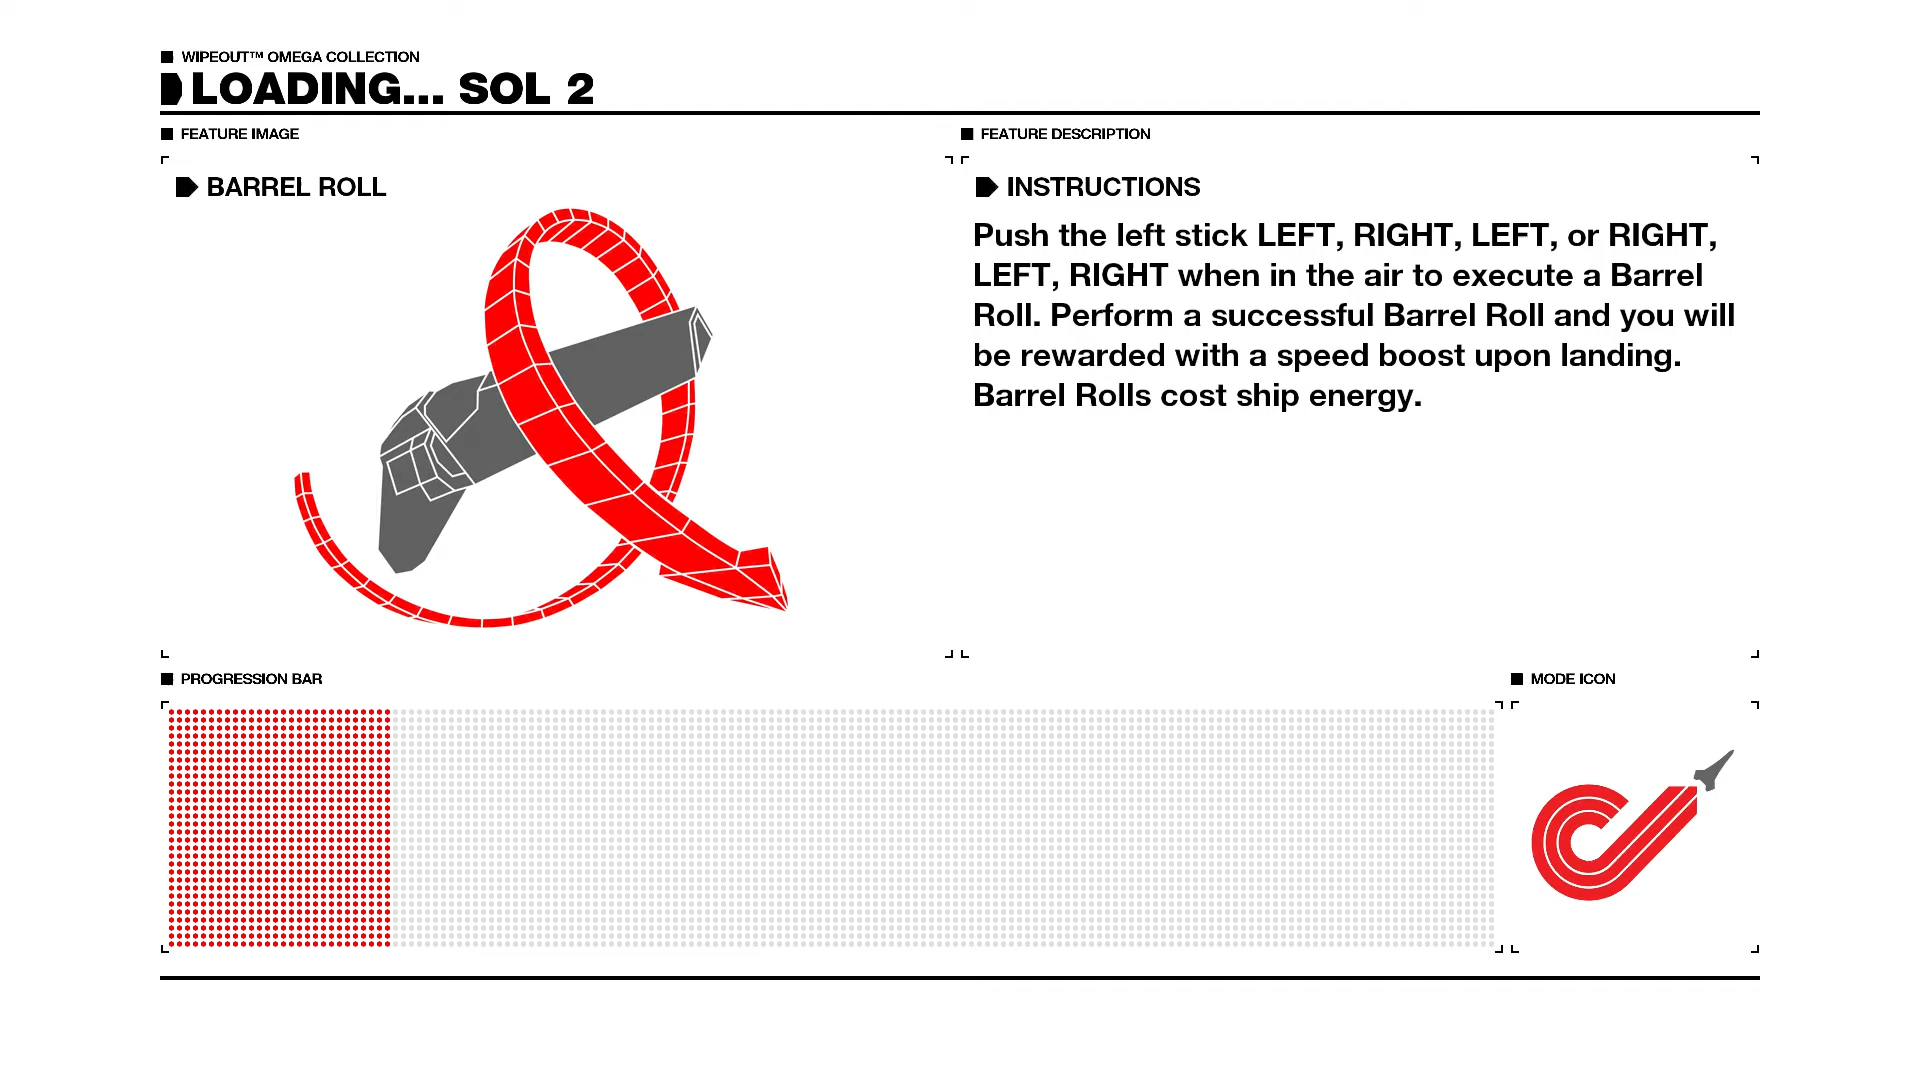 WIPEOUT™ OMEGA COLLECTION
LOADING... SOL 2
FEATURE IMAGE
BARREL ROLL
FEATURE DESCRIPTION
INSTRUCTIONS
Push the left stick LEFT, RIGHT, LEFT, or RIGHT,
LEFT, RIGHT when in the air to execute a Barrel
Roll. Perform a successful Barrel Roll and you will
be rewarded with a speed boost upon landing.
Barrel Rolls cost ship energy.
PROGRESSION BAR
MODE ICON